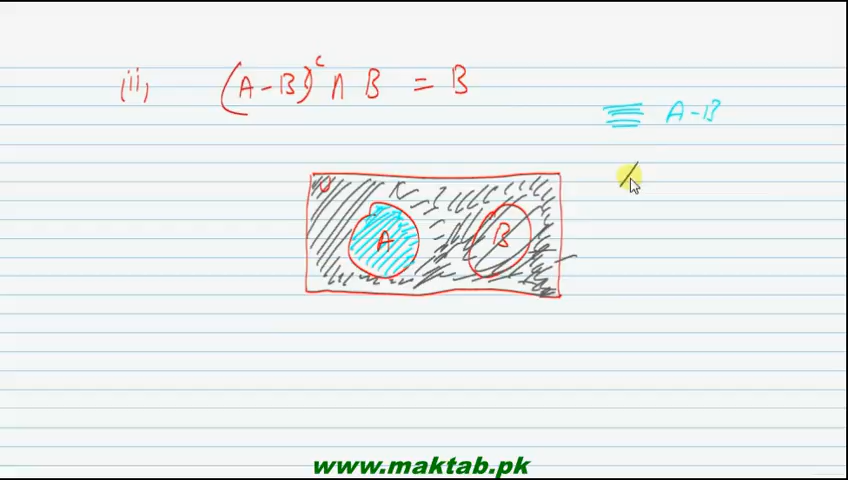 (ii) (A-B)ᶜ ∩ B = B
A-B
U
A B
www.maktab.pk